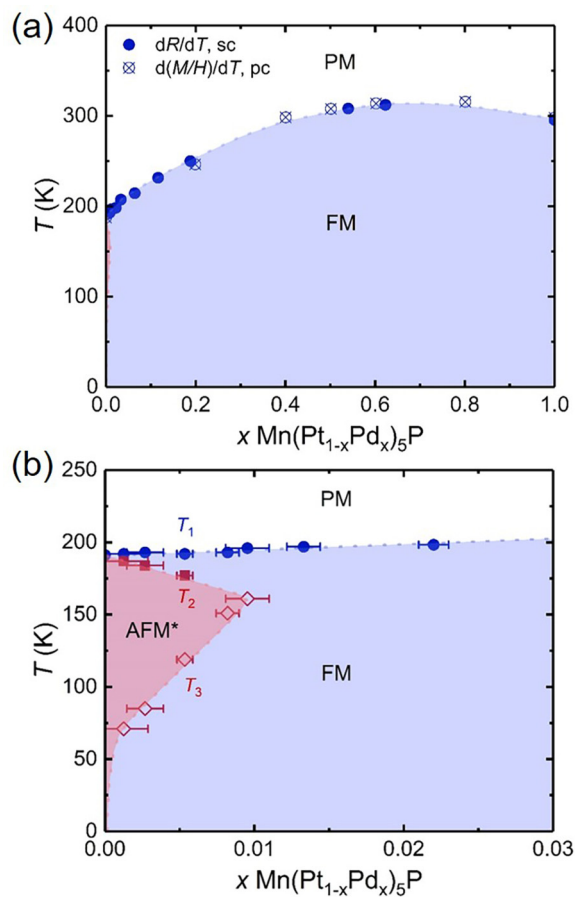 (a)
400
300
200
100
0
T (K)
dR/dT, sc
d(M/H)/dT, pc
PM
FM
0.0 0.2 0.4 0.6 0.8 1.0
x Mn(Pt1-xPdx)5P
(b)
250
200
150
100
50
0
T (K)
PM
T1
T2
AFM*
FM
T3
0.00 0.01 0.02 0.03
x Mn(Pt1-xPdx)5P